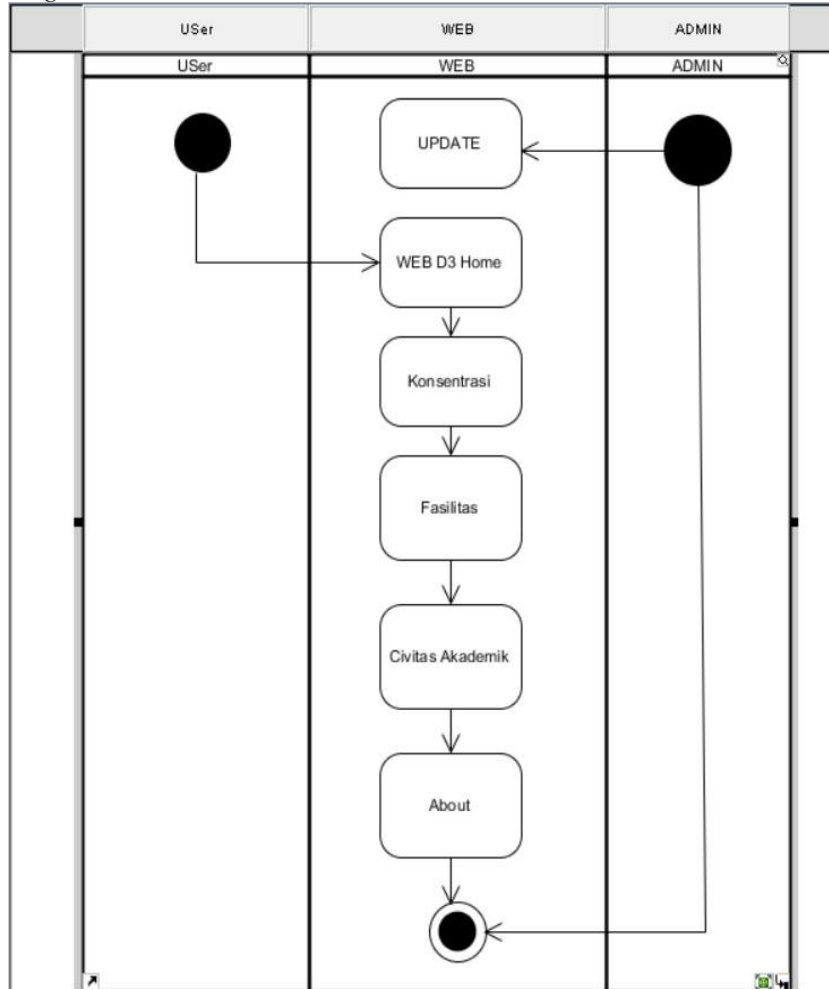 USer
WEB
ADMIN
USer
WEB
ADMIN
UPDATE
WEB D3 Home
Konsentrasi
Fasilitas
Civitas Akademik
About